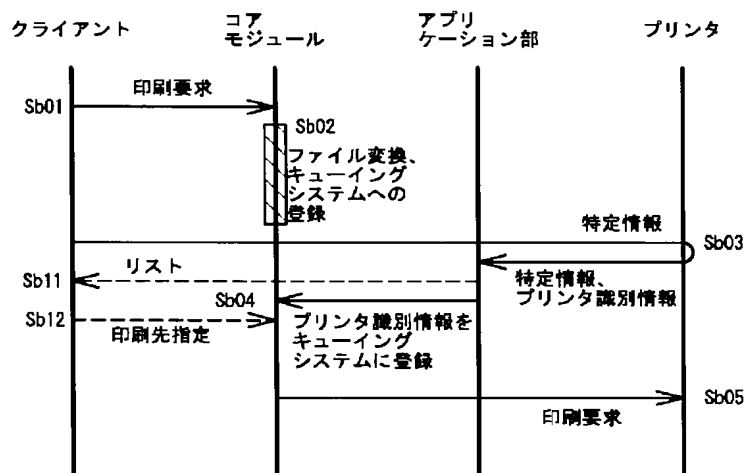 クライアント
コア
モジュール
アプリ
ケーション部
プリンタ
印刷要求
Sb01
Sb02
ファイル変換、
キューイング
システムへの
登録
特定情報
Sb03
リスト
特定情報、
プリンタ識別情報
Sb11
Sb04
Sb12
印刷先指定
プリンタ識別情報を
キューイング
システムに登録
Sb05
印刷要求